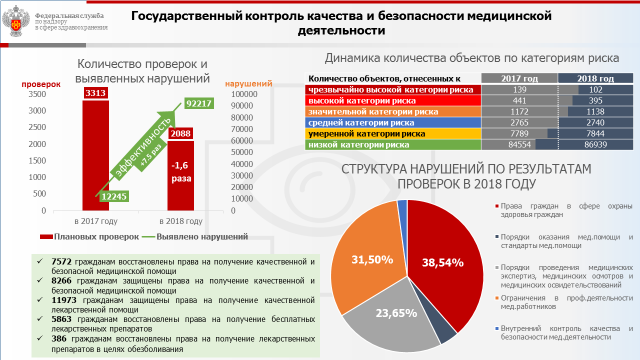 Федеральная служба
по надзору
в сфере здравоохранения
Государственный контроль качества и безопасности медицинской
деятельности
Количество проверок и
выявленных нарушений
проверок
нарушений
3500
3000
2500
2000
1500
1000
500
0
100000
90000
80000
70000
60000
50000
40000
30000
20000
10000
0
3313
92217
2088
эффективность
+7.5 раз
-1,6
раза
12245
в 2017 году
в 2018 году
Плановых проверок
Выявлено нарушений
✓ 7572 гражданам восстановлены права на получение качественной и
безопасной медицинской помощи
✓ 8266 гражданам защищены права на получение качественной и
безопасной медицинской помощи
✓ 11973 гражданам защищены права на получение качественной
лекарственной помощи
✓ 5863 гражданам восстановлены права на получение бесплатных
лекарственных препаратов
✓ 386 гражданам восстановлены права на получение лекарственных
препаратов в целях обезболивания
Динамика количества объектов по категориям риска
Количество объектов, отнесенных к 2017 год 2018 год
чрезвычайно высокой категории риска 139 102
высокой категории риска 441 395
значительной категории риска 1172 1138
средней категории риска 2765 2740
умеренной категории риска 7789 7844
низкой категории риска 84554 86939
СТРУКТУРА НАРУШЕНИЙ ПО РЕЗУЛЬТАТАМ
ПРОВЕРОК В 2018 ГОДУ
38,54%
31,50%
23,65%
Права граждан в сфере охраны
здоровья граждан
Порядки оказания мед.помощи и
стандарты мед.помощи
Порядки проведения медицинских
экспертиз, медицинских осмотров и
медицинских освидетельствований
Ограничения в проф.деятельности
мед.работников
Внутренний контроль качества и
безопасности мед.деятельности